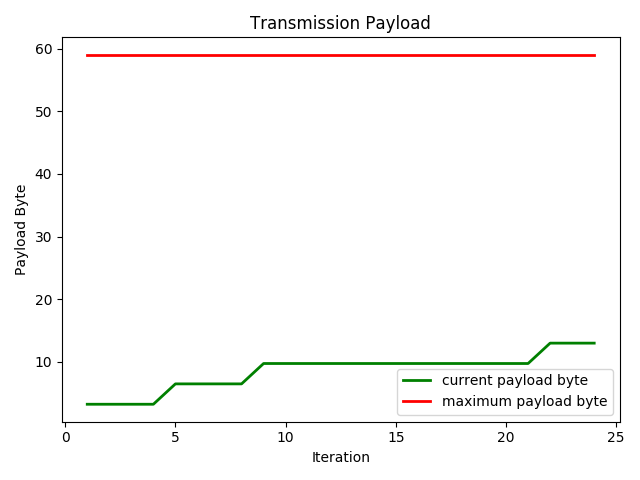 Transmission Payload
60
50
40
30
20
10
Payload Byte
current payload byte
maximum payload byte
0 5 10 15 20 25
Iteration